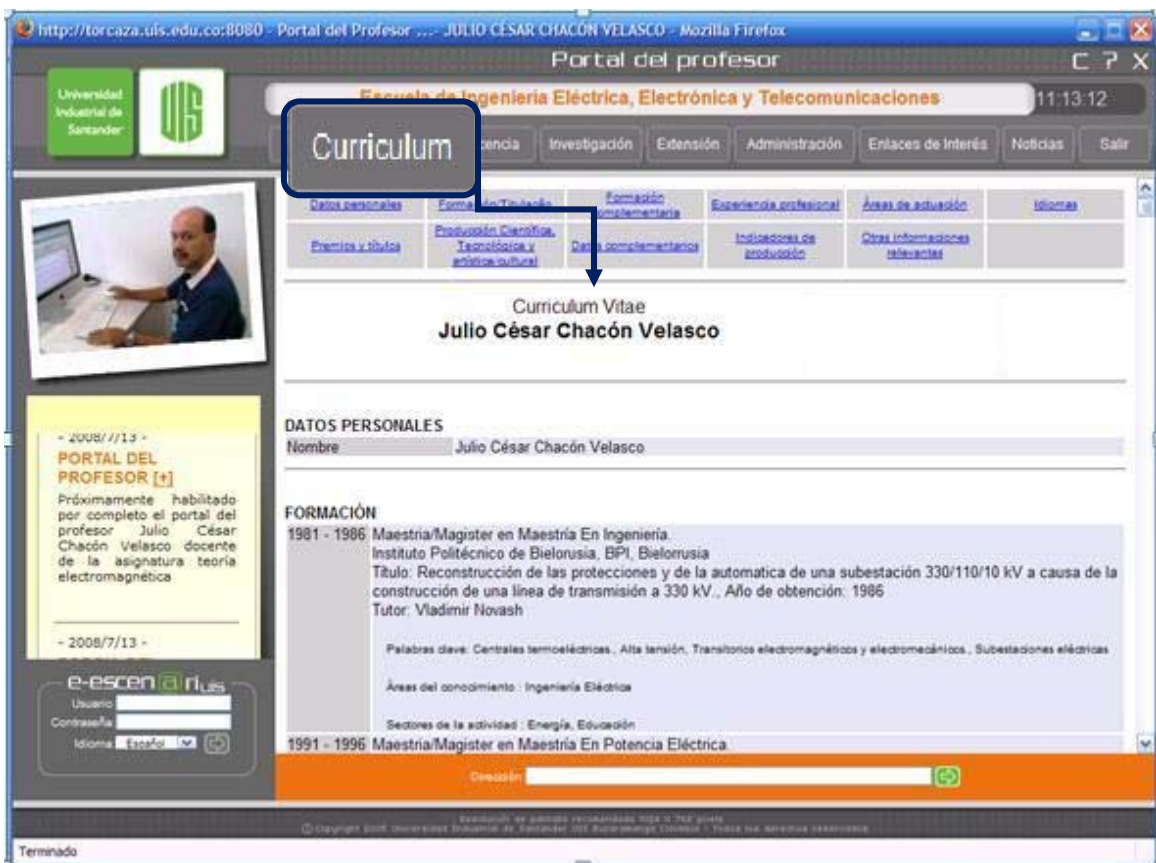 http://torcaza.uis.edu.co:8080 - Portal del Profesor ...- JULIO CÉSAR CHACÓN VELASCO - Mozilla Firefox
Portal del profesor
C ? X
Universidad
Industrial de
Santander
UIS
Escuela de Ingeniería Eléctrica, Electrónica y Telecomunicaciones
11:13:12
Curriculum
cencia
Investigación
Extensión
Administración
Enlaces de Interés
Noticias
Salir
Datos personales
Formación/Titulação
Formación
complementaria
Experiencia profesional
Áreas de actuación
Idiomas
Premios y títulos
Producción Científica,
Tecnológica y
artística/cultural
Datos complementarios
Indicadores de
producción
Otras informaciones
relevantes
Curriculum Vitae
Julio César Chacón Velasco
- 2008/7/13 -
PORTAL DEL
PROFESOR [+]
Próximamente habilitado
por completo el portal del
profesor Julio César
Chacón Velasco docente
de la asignatura teoría
electromagnética
- 2008/7/13 -
e-escenariuis
Usuario
Contraseña
Idioma Español
DATOS PERSONALES
Nombre Julio César Chacón Velasco
FORMACIÓN
1981 - 1986 Maestria/Magister en Maestría En Ingeniería.
Instituto Politécnico de Bielorusia, BPI, Bielorrusia
Título: Reconstrucción de las protecciones y de la automatica de una subestación 330/110/10 kV a causa de la
construcción de una línea de transmisión a 330 kV., Año de obtención: 1986
Tutor: Vladimir Novash
Palabras clave: Centrales termoeléctricas., Alta tensión, Transitorios electromagnéticos y electromecánicos., Subestaciones eléctricas
Áreas del conocimiento : Ingeniería Eléctrica
Sectores de la actividad : Energía, Educación
1991 - 1996 Maestria/Magister en Maestría En Potencia Eléctrica.
Dirección
Terminado